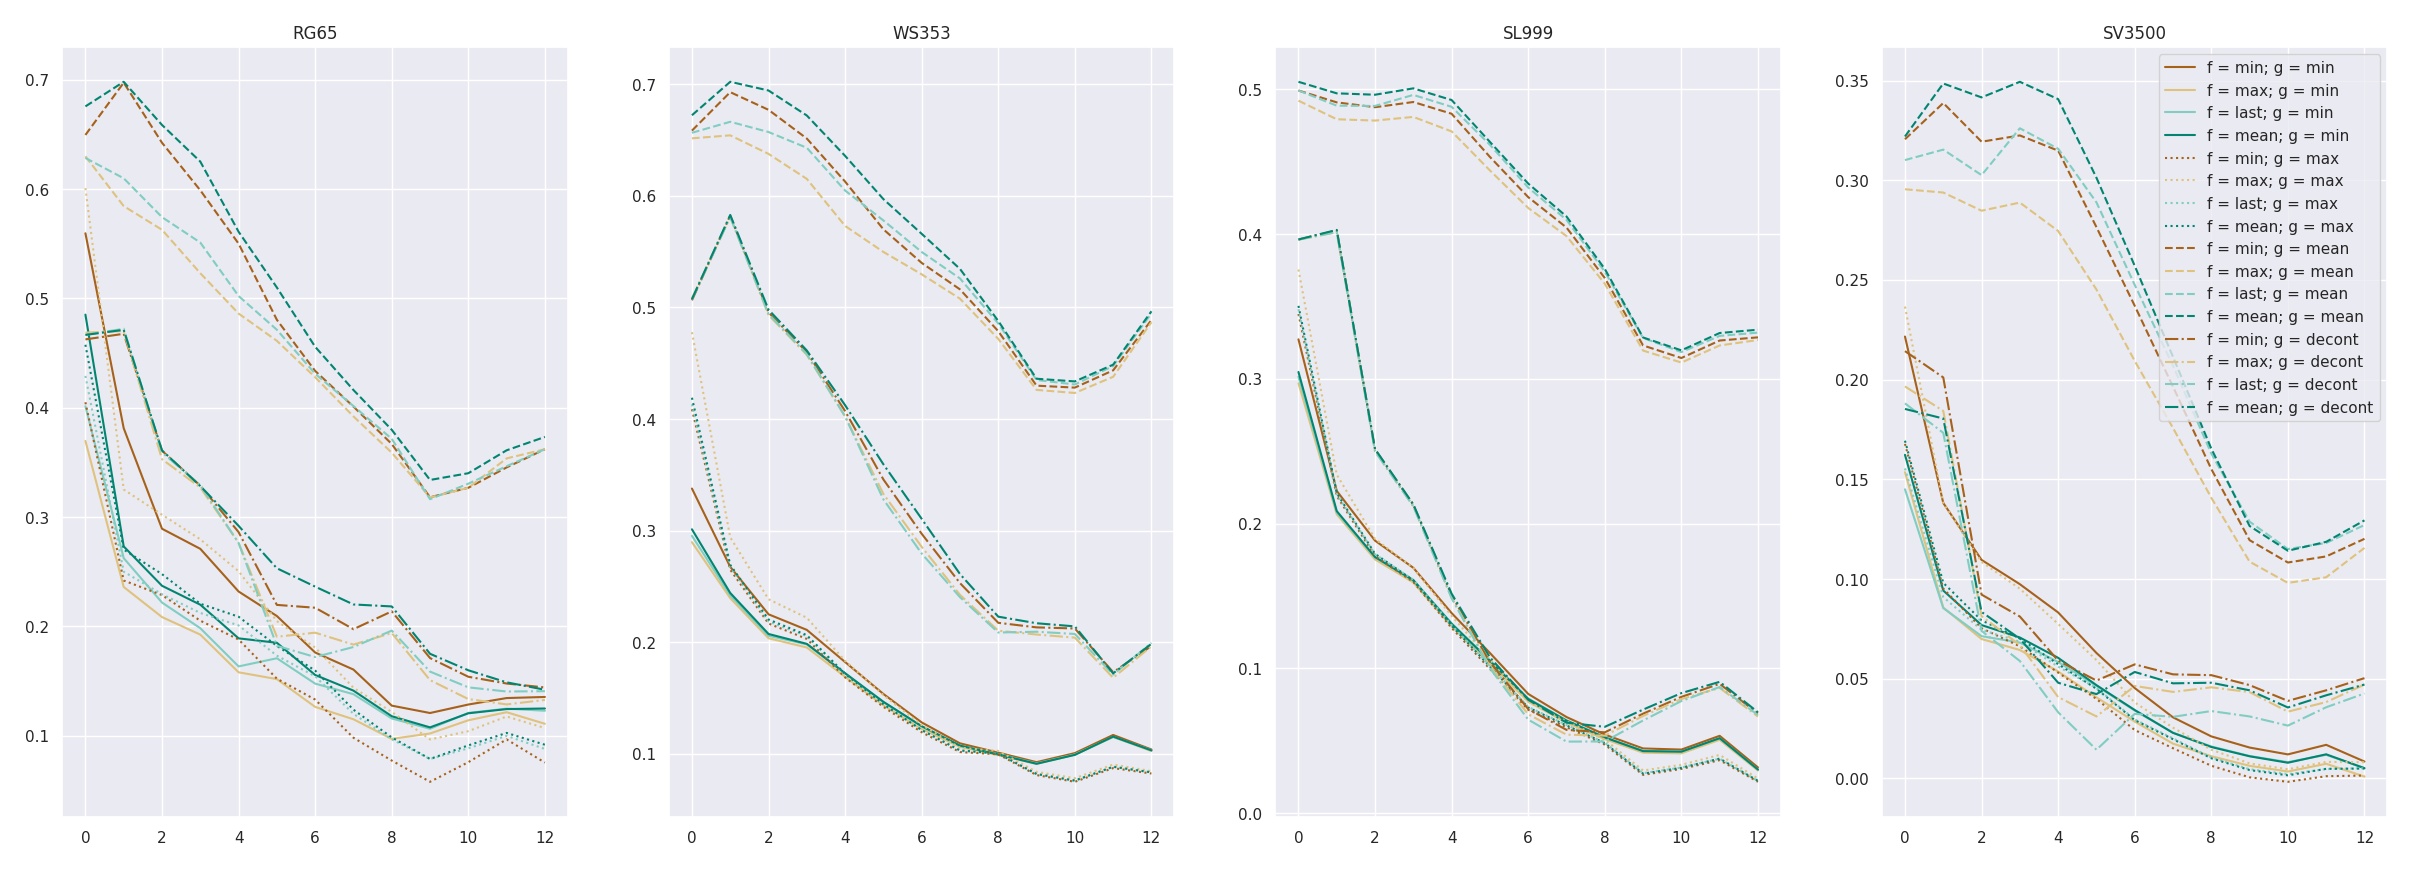 RG65
0.7
0.6
0.5
0.4
0.3
0.2
0.1
0 2 4 6 8 10 12
WS353
0.7
0.6
0.5
0.4
0.3
0.2
0.1
0 2 4 6 8 10 12
SL999
0.5
0.4
0.3
0.2
0.1
0.0
0 2 4 6 8 10 12
SV3500
0.35
0.30
0.25
0.20
0.15
0.10
0.05
0.00
0 2 4 6 8 10 12
f = min; g = min
f = max; g = min
f = last; g = min
f = mean; g = min
f = min; g = max
f = max; g = max
f = last; g = max
f = mean; g = max
f = min; g = mean
f = max; g = mean
f = last; g = mean
f = mean; g = mean
f = min; g = decont
f = max; g = decont
f = last; g = decont
f = mean; g = decont